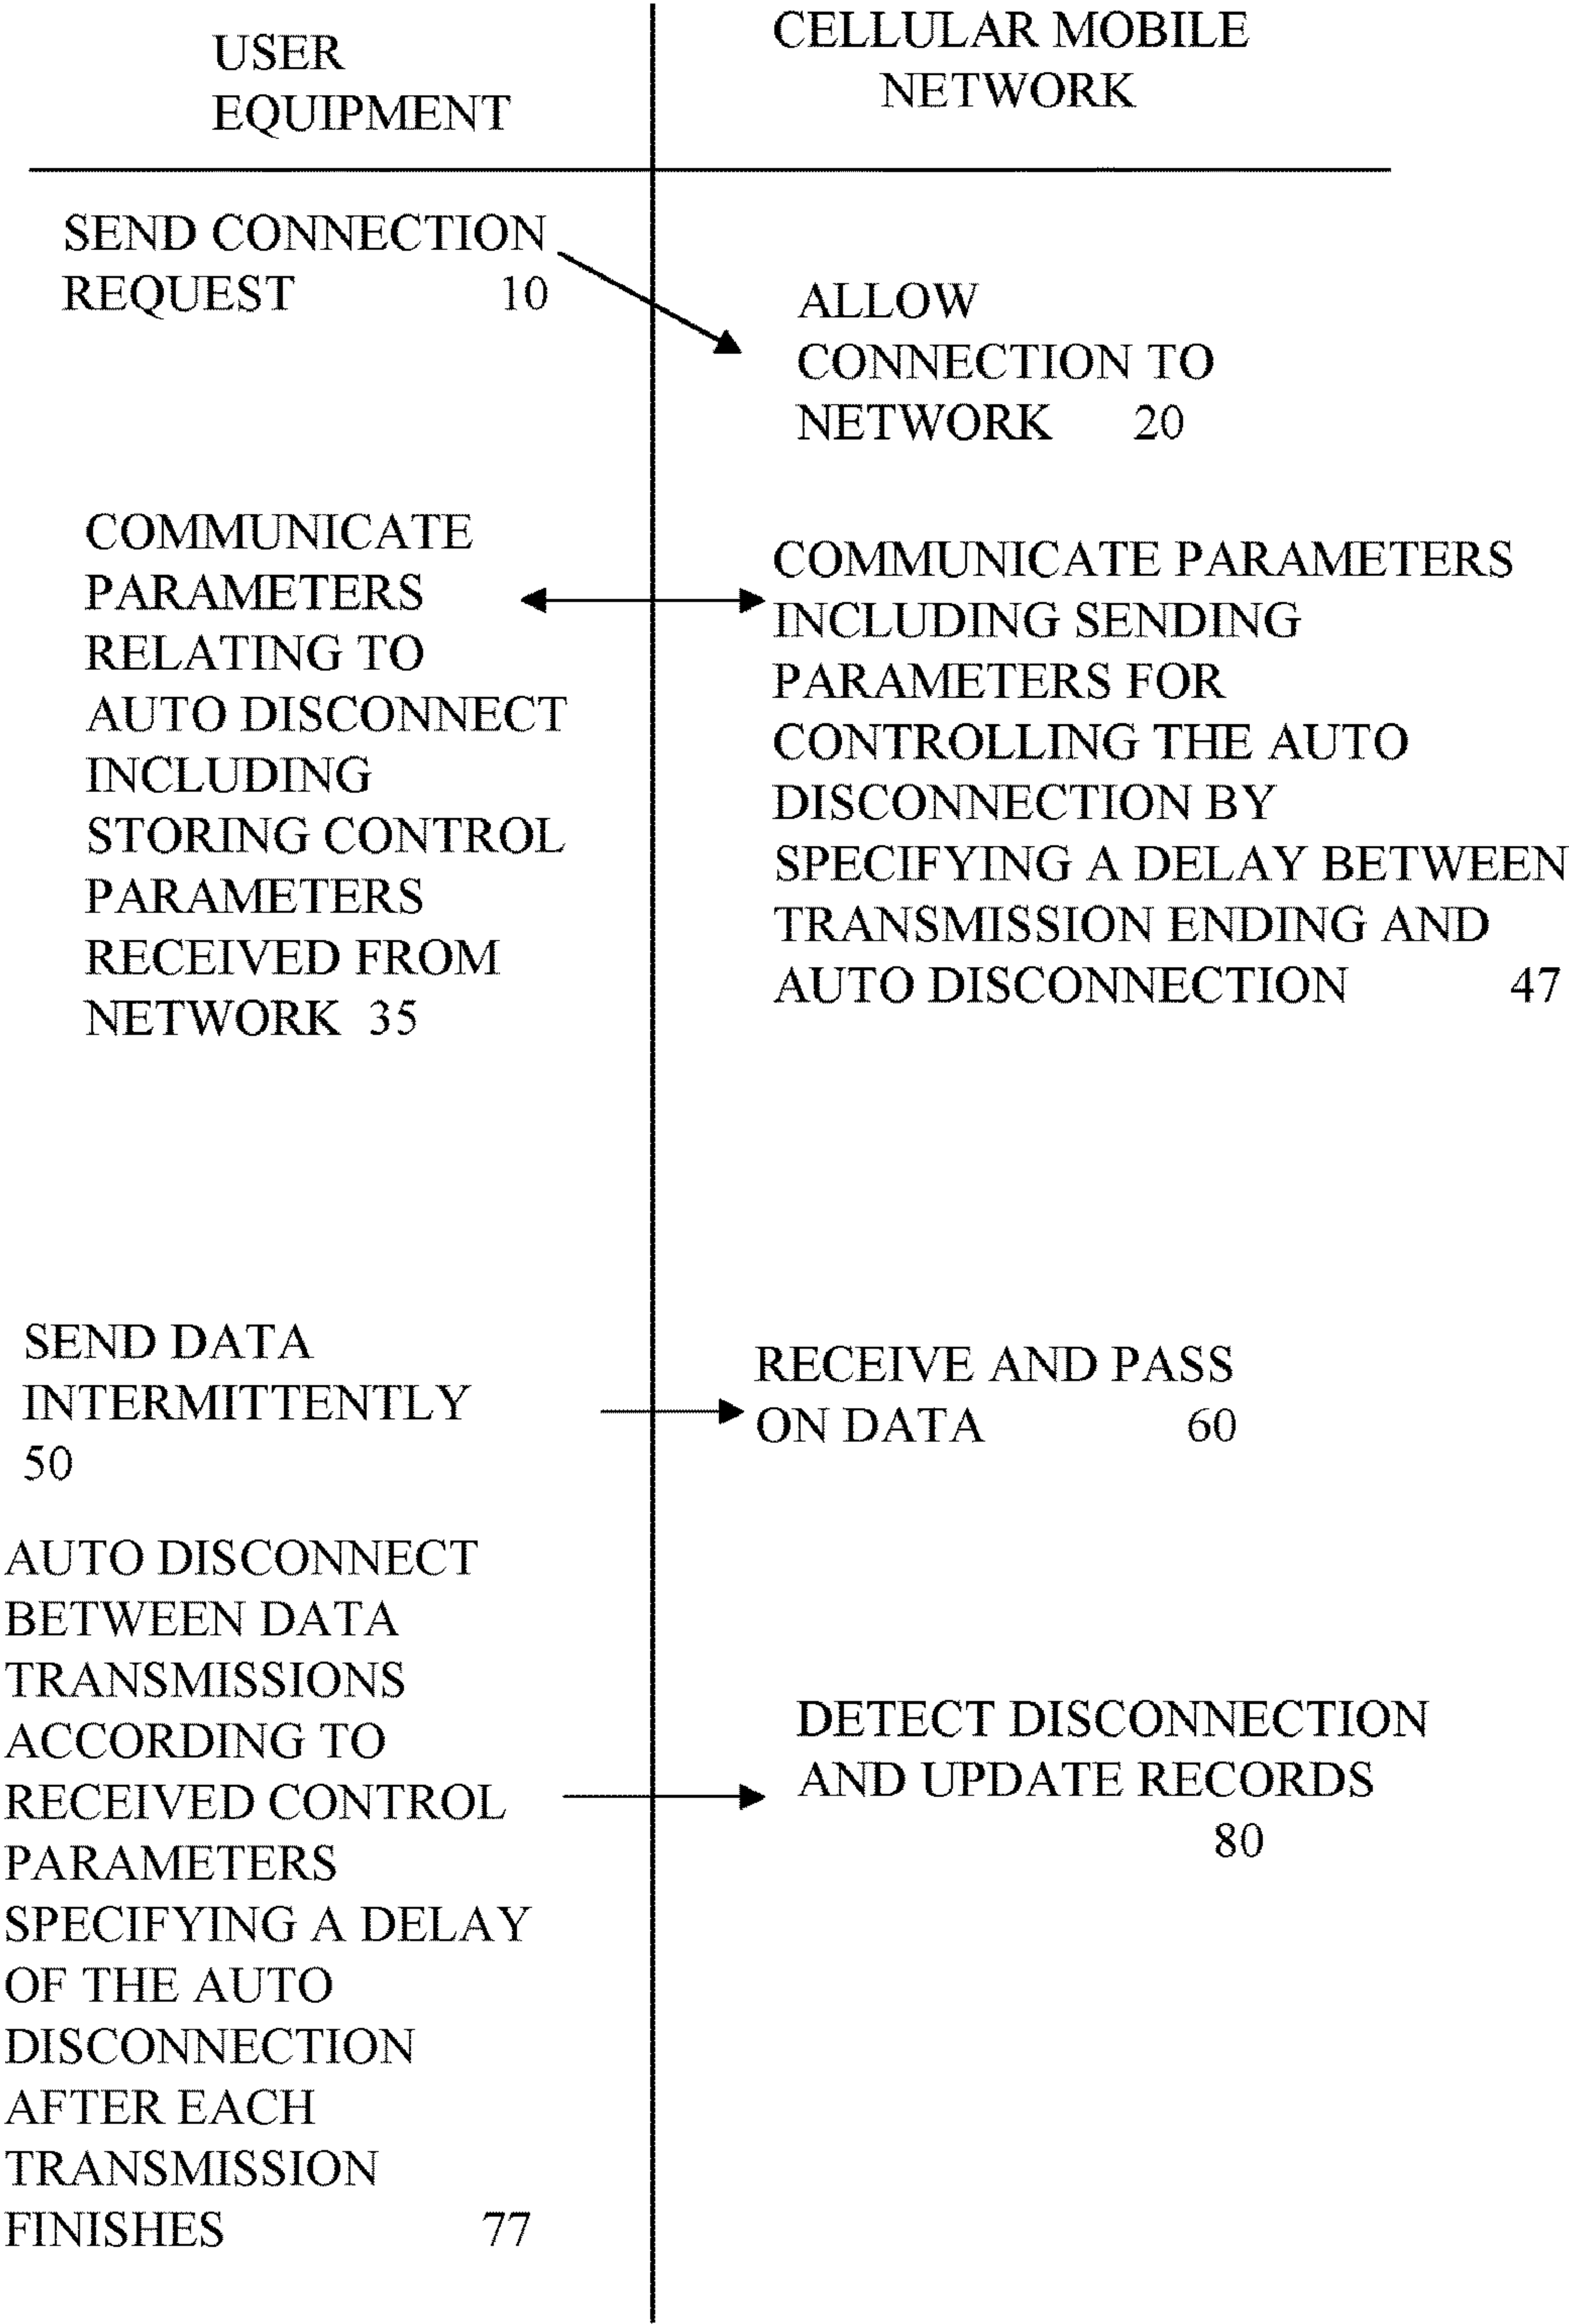 USER
EQUIPMENT
CELLULAR MOBILE
NETWORK
SEND CONNECTION
REQUEST 10
ALLOW
CONNECTION TO
NETWORK 20
COMMUNICATE
PARAMETERS
RELATING TO
AUTO DISCONNECT
INCLUDING
STORING CONTROL
PARAMETERS
RECEIVED FROM
NETWORK 35
COMMUNICATE PARAMETERS
INCLUDING SENDING
PARAMETERS FOR
CONTROLLING THE AUTO
DISCONNECTION BY
SPECIFYING A DELAY BETWEEN
TRANSMISSION ENDING AND
AUTO DISCONNECTION 47
SEND DATA
INTERMITTENTLY
50
RECEIVE AND PASS
ON DATA 60
AUTO DISCONNECT
BETWEEN DATA
TRANSMISSIONS
ACCORDING TO
RECEIVED CONTROL
PARAMETERS
SPECIFYING A DELAY
OF THE AUTO
DISCONNECTION
AFTER EACH
TRANSMISSION
FINISHES 77
DETECT DISCONNECTION
AND UPDATE RECORDS
80